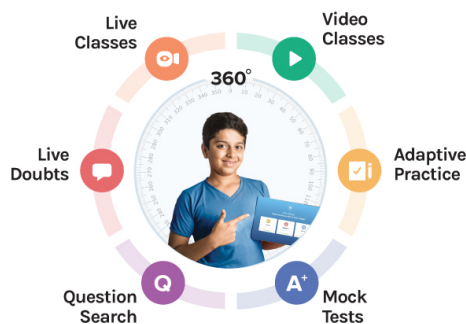 Live
Classes
Video
Classes
360°
Live
Doubts
Adaptive
Practice
Q
Question
Search
A+
Mock
Tests